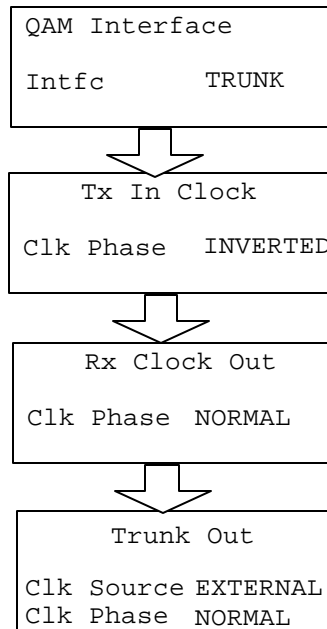 QAM Interface
Intfc TRUNK
Tx In Clock
Clk Phase INVERTED
Rx Clock Out
Clk Phase NORMAL
Trunk Out
Clk Source EXTERNAL
Clk Phase NORMAL